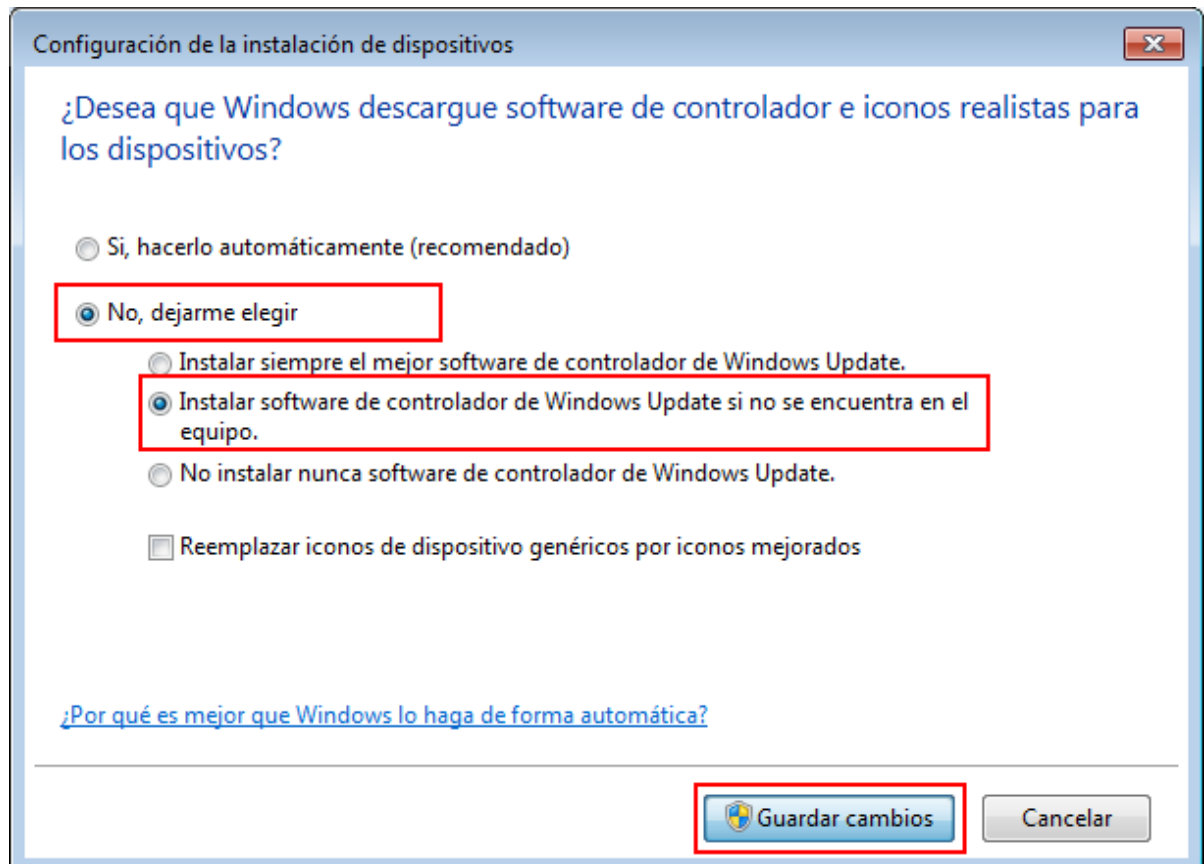 Configuración de la instalación de dispositivos
¿Desea que Windows descargue software de controlador e iconos realistas para
los dispositivos?
Si, hacerlo automáticamente (recomendado)
No, dejarme elegir
Instalar siempre el mejor software de controlador de Windows Update.
Instalar software de controlador de Windows Update si no se encuentra en el
equipo.
No instalar nunca software de controlador de Windows Update.
Reemplazar iconos de dispositivo genéricos por iconos mejorados
¿Por qué es mejor que Windows lo haga de forma automática?
Guardar cambios
Cancelar